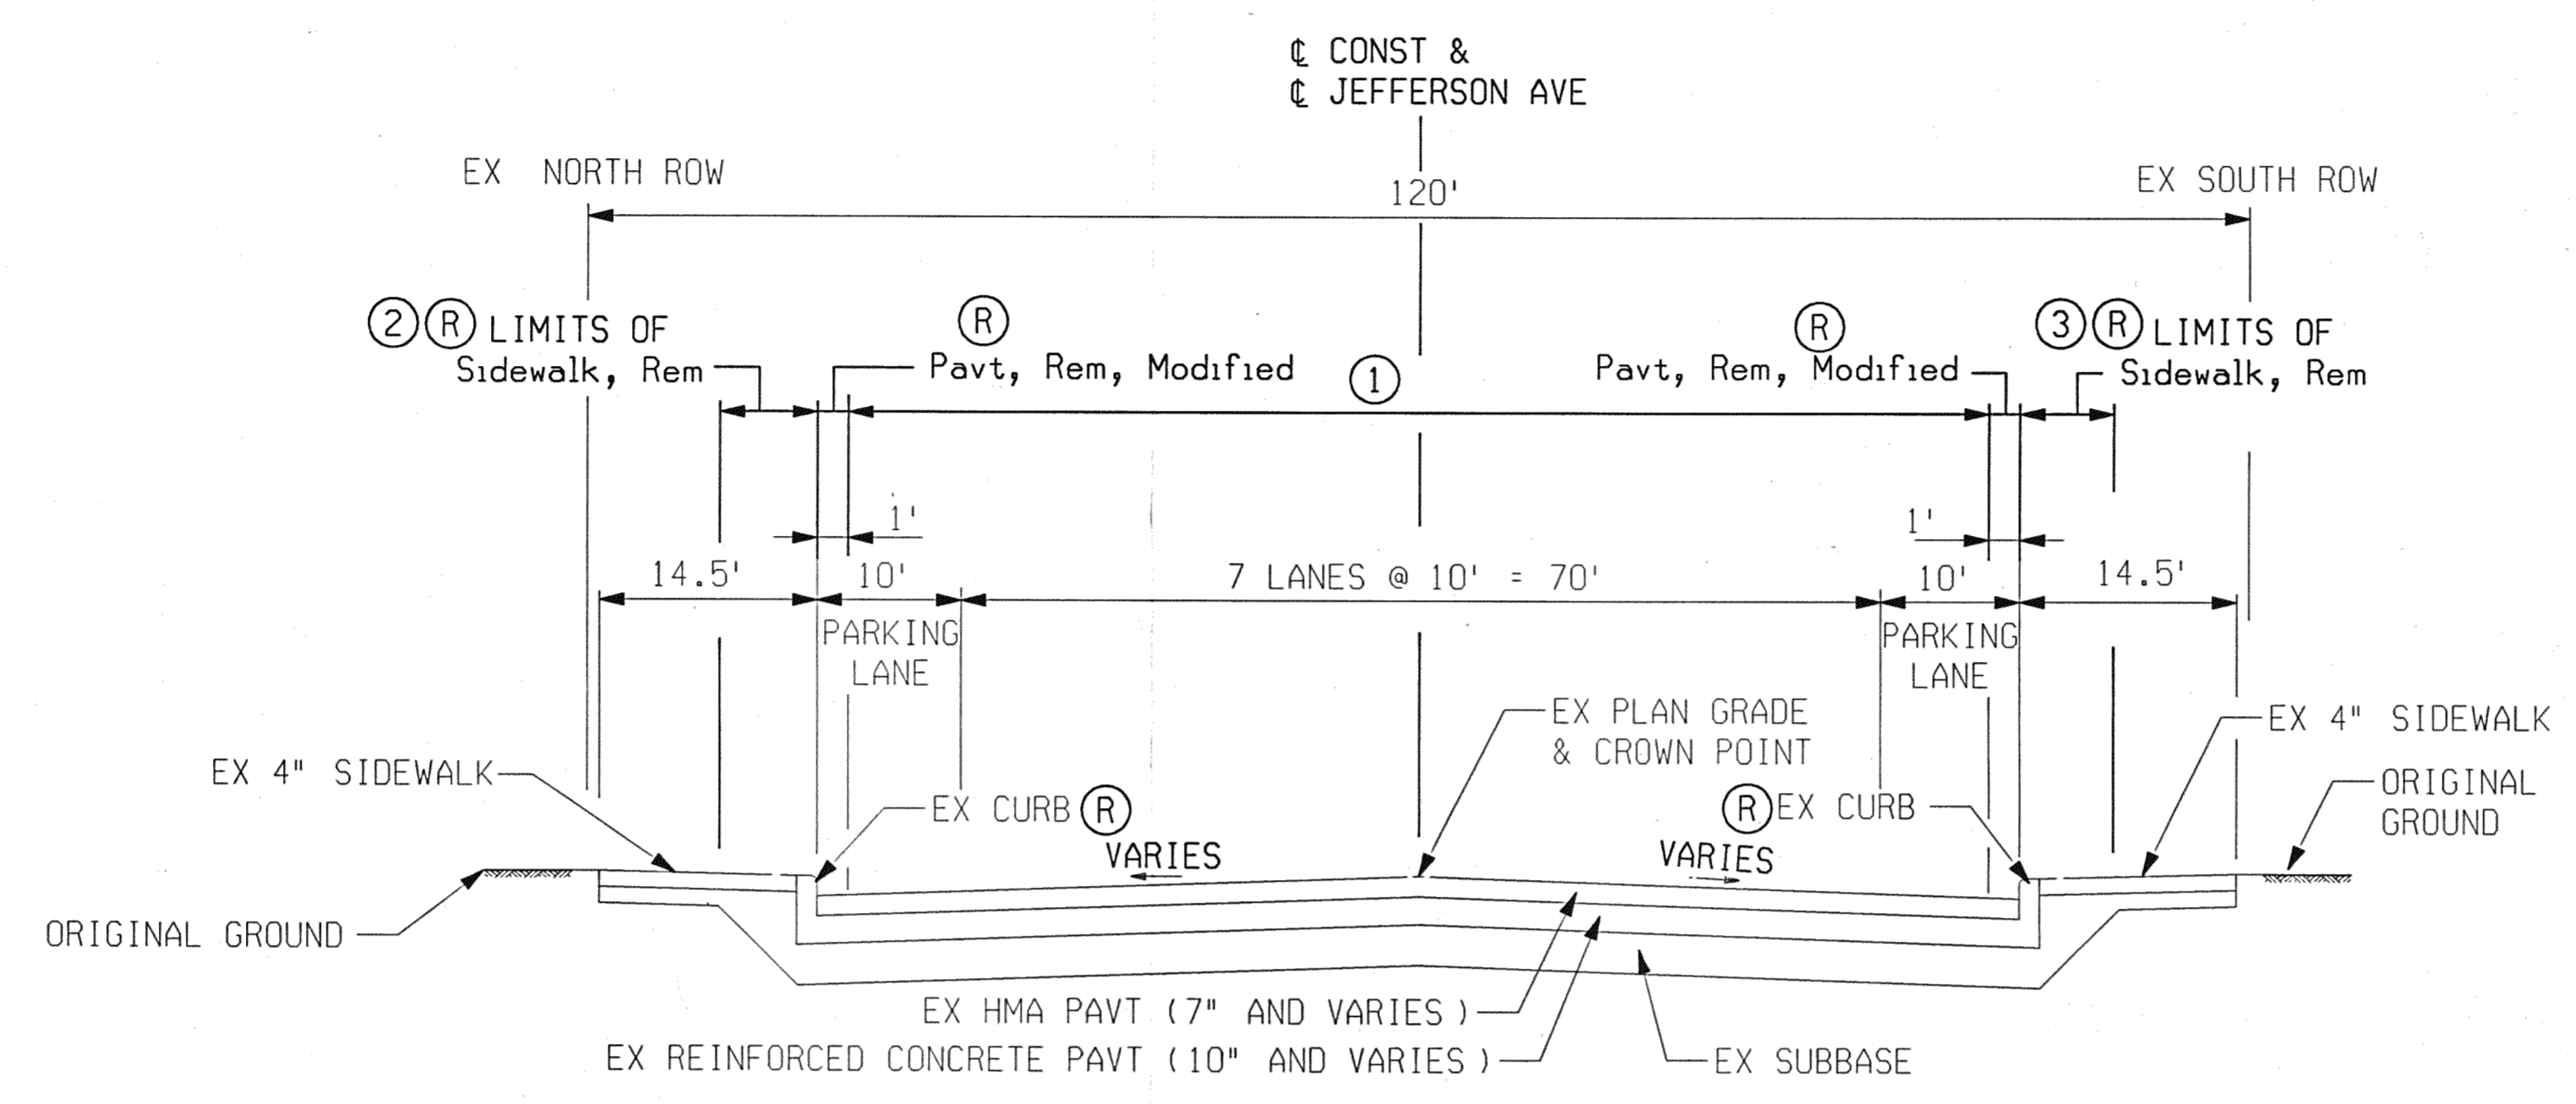 ℄ CONST &
℄ JEFFERSON AVE
EX NORTH ROW
120'
EX SOUTH ROW
② Ⓡ LIMITS OF
Sidewalk, Rem
Ⓡ
Pavt, Rem, Modified
①
Ⓡ
Pavt, Rem, Modified
③ Ⓡ LIMITS OF
Sidewalk, Rem
1'
1'
14.5'
10'
7 LANES @ 10' = 70'
10'
14.5'
PARKING
LANE
PARKING
LANE
EX PLAN GRADE
& CROWN POINT
EX 4" SIDEWALK
EX 4" SIDEWALK
EX CURB Ⓡ
Ⓡ EX CURB
ORIGINAL
GROUND
VARIES
VARIES
ORIGINAL GROUND
EX HMA PAVT (7" AND VARIES)
EX REINFORCED CONCRETE PAVT (10" AND VARIES)
EX SUBBASE